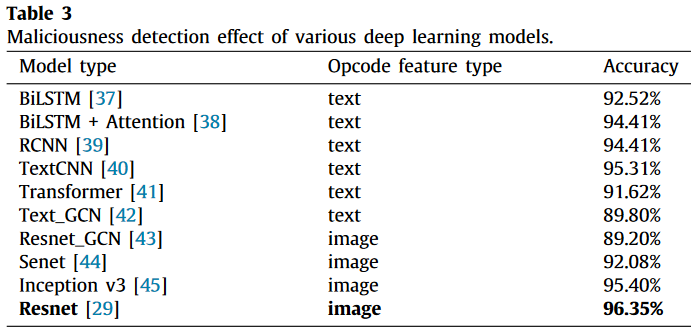 Table 3
Maliciousness detection effect of various deep learning models.
Model type Opcode feature type Accuracy
BiLSTM [37] text 92.52%
BiLSTM + Attention [38] text 94.41%
RCNN [39] text 94.41%
TextCNN [40] text 95.31%
Transformer [41] text 91.62%
Text_GCN [42] text 89.80%
Resnet_GCN [43] image 89.20%
Senet [44] image 92.08%
Inception v3 [45] image 95.40%
Resnet [29] image 96.35%